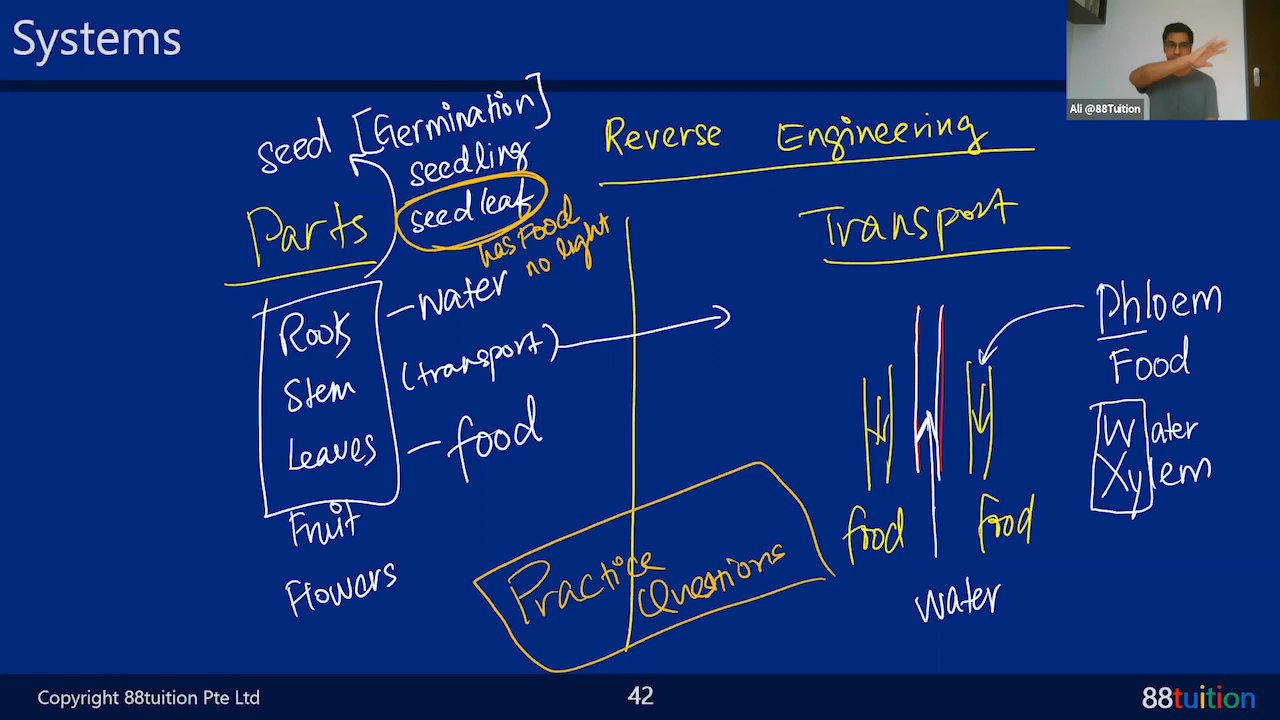 Systems
Ali @88Tuition
seed [Germination]
seedling
seed leaf
has Food
no light
Parts
Roots
Stem
Leaves
Fruit
Flowers
- water
(transport)
- food
Reverse Engineering
Transport
Phloem
Food
Water
Xylem
food
food
water
Practice
Questions
Copyright 88tuition Pte Ltd
42
88tuition